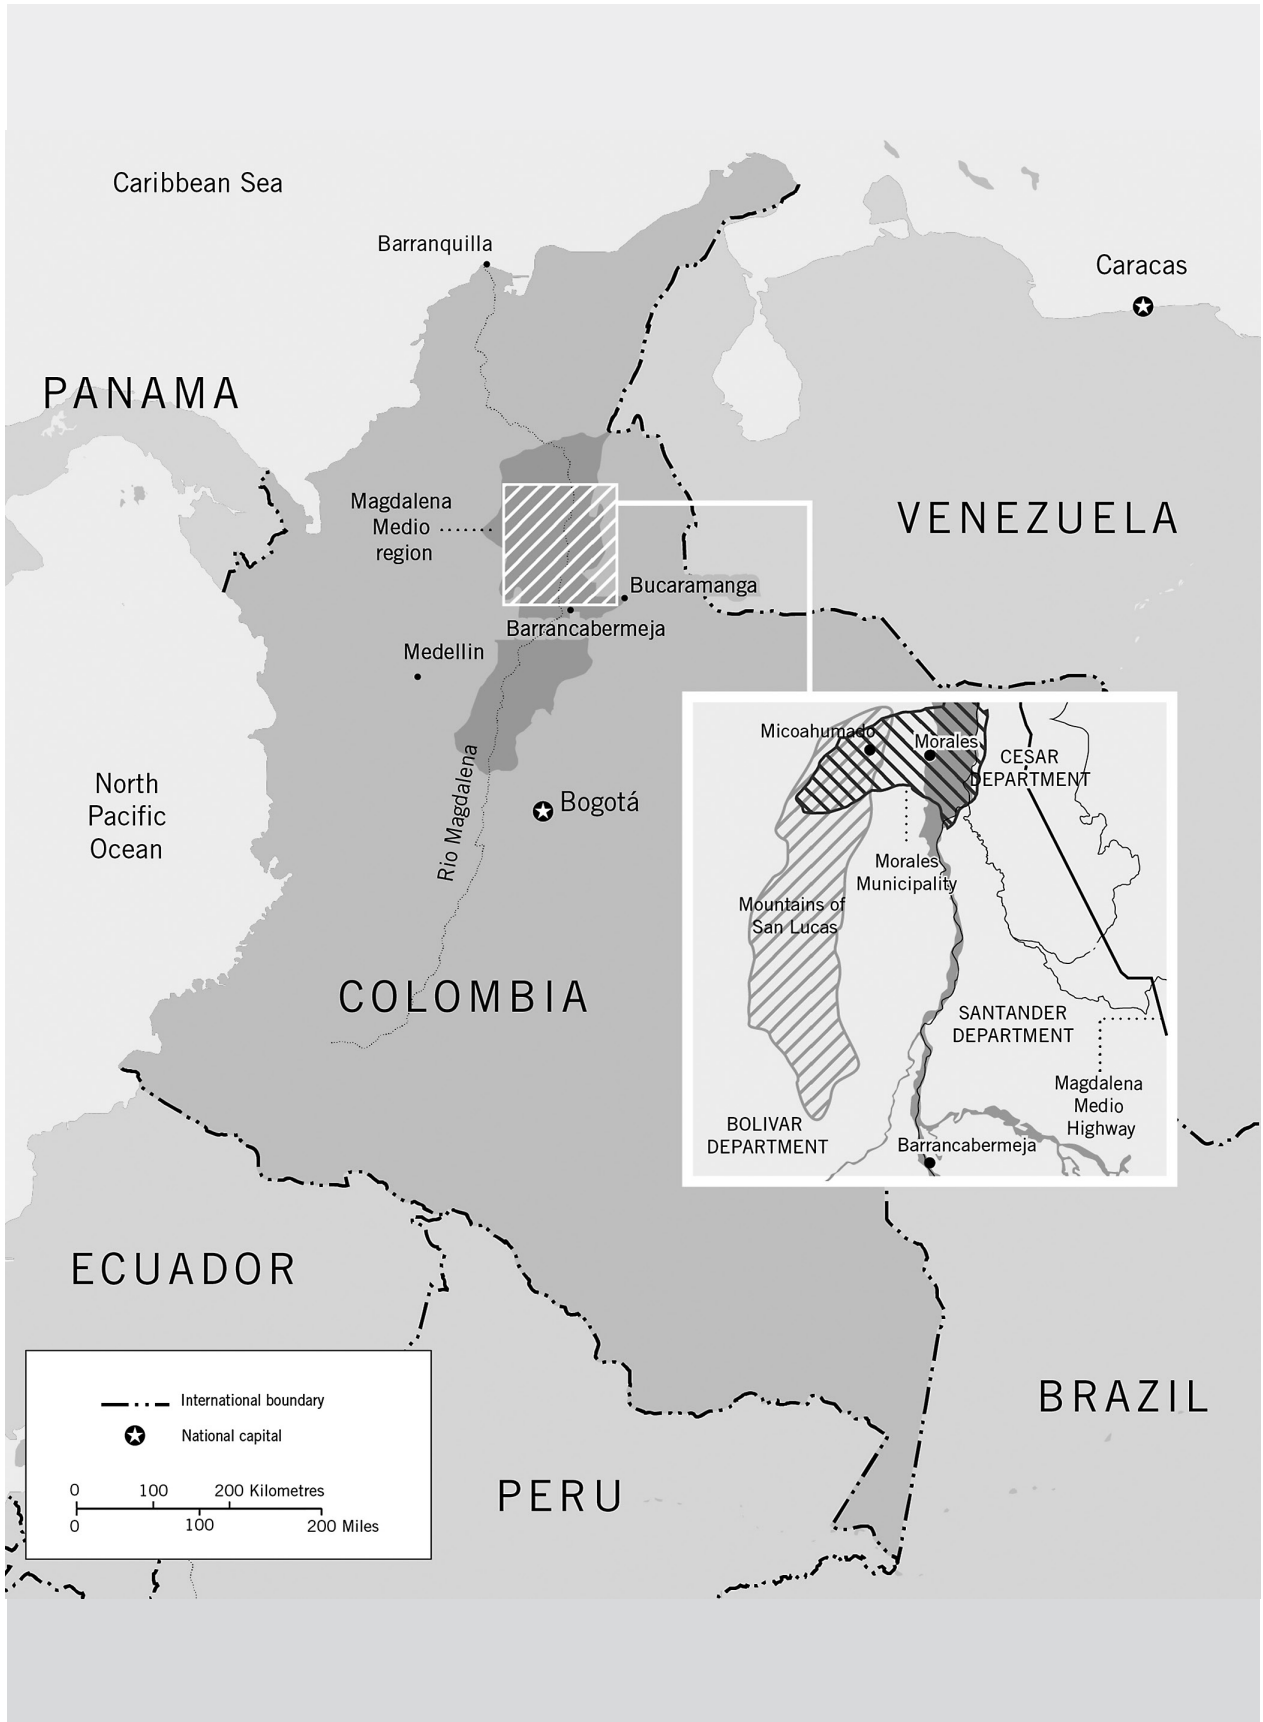 Caribbean Sea
Barranquilla
Caracas
PANAMA
Magdalena
Medio
region
VENEZUELA
Bucaramanga
Barrancabermeja
Medellin
Micoahumado
Morales
CESAR
DEPARTMENT
North
Pacific
Ocean
Rio Magdalena
Bogotá
Morales
Municipality
Mountains of
San Lucas
COLOMBIA
SANTANDER
DEPARTMENT
Magdalena
Medio
Highway
BOLIVAR
DEPARTMENT
Barrancabermeja
ECUADOR
BRAZIL
PERU
International boundary
National capital
0 100 200 Kilometres
0 100 200 Miles